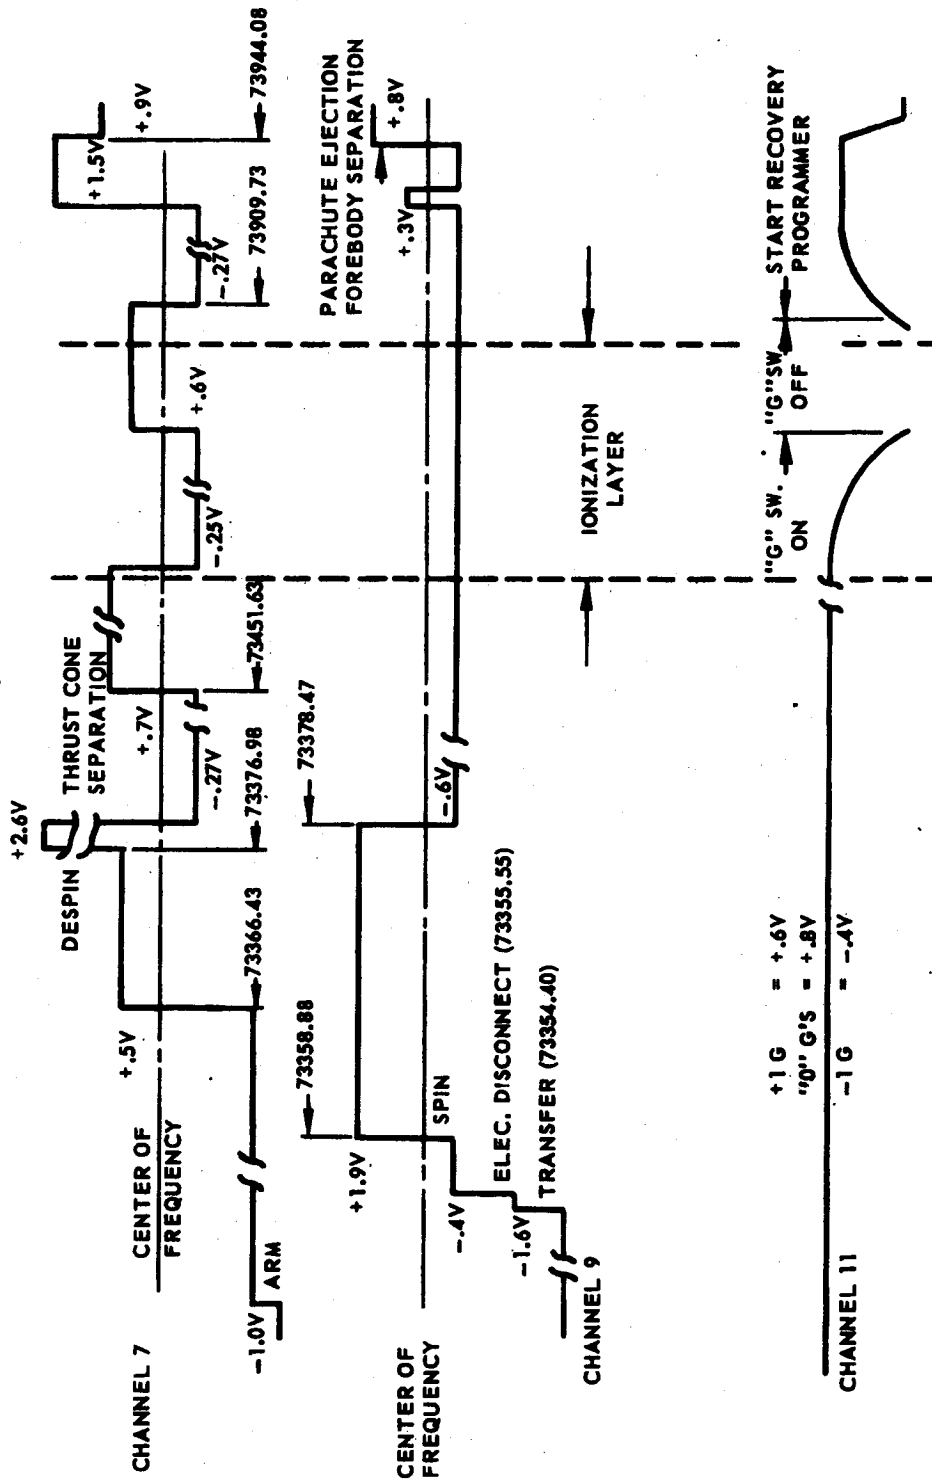 CHANNEL 7
CENTER OF
FREQUENCY
-1.0V
ARM
+.5V
73366.43
DESPIN
+2.6V
THRUST CONE
SEPARATION
73376.98
-.27V
+.7V
73451.63
-.25V
+.6V
-.27V
73909.73
+1.5V
+.9V
73944.08
CENTER OF
FREQUENCY
CHANNEL 9
-1.6V
TRANSFER (73354.40)
-.4V
ELEC. DISCONNECT (73355.55)
SPIN
+1.9V
73358.88
73378.47
-.6V
IONIZATION
LAYER
+.3V
PARACHUTE EJECTION
FOREBODY SEPARATION
+.8V
CHANNEL 11
+1G = +.6V
"0" G'S = +.8V
-1G = -.4V
"G" SW.
ON
"G" SW.
OFF
START RECOVERY
PROGRAMMER